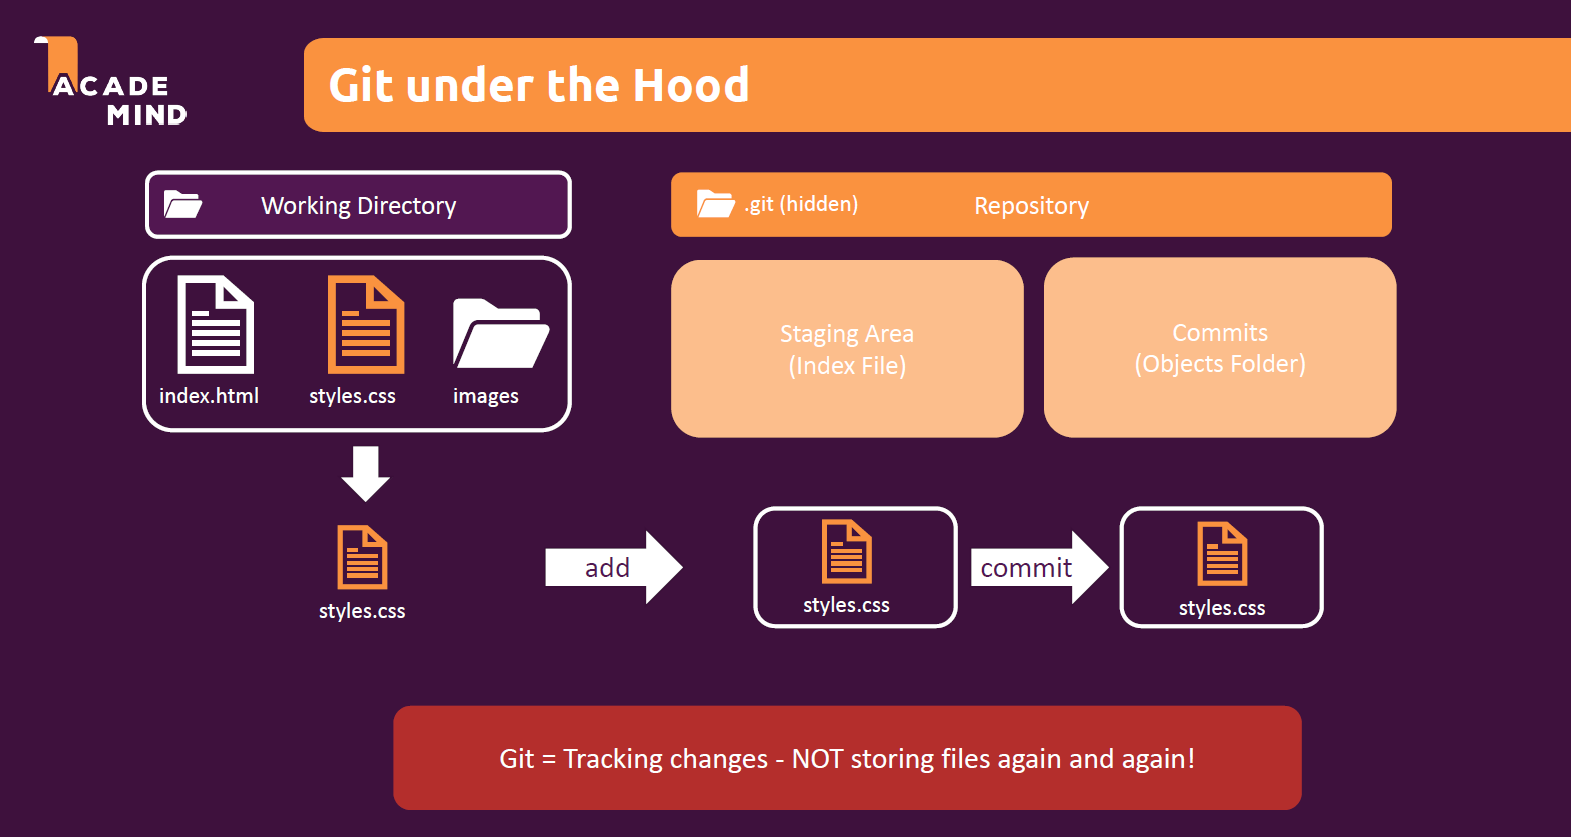 ACADE
MIND
Git under the Hood
Working Directory
.git (hidden)
Repository
index.html
styles.css
images
Staging Area
(Index File)
Commits
(Objects Folder)
styles.css
add
styles.css
commit
styles.css
Git = Tracking changes - NOT storing files again and again!